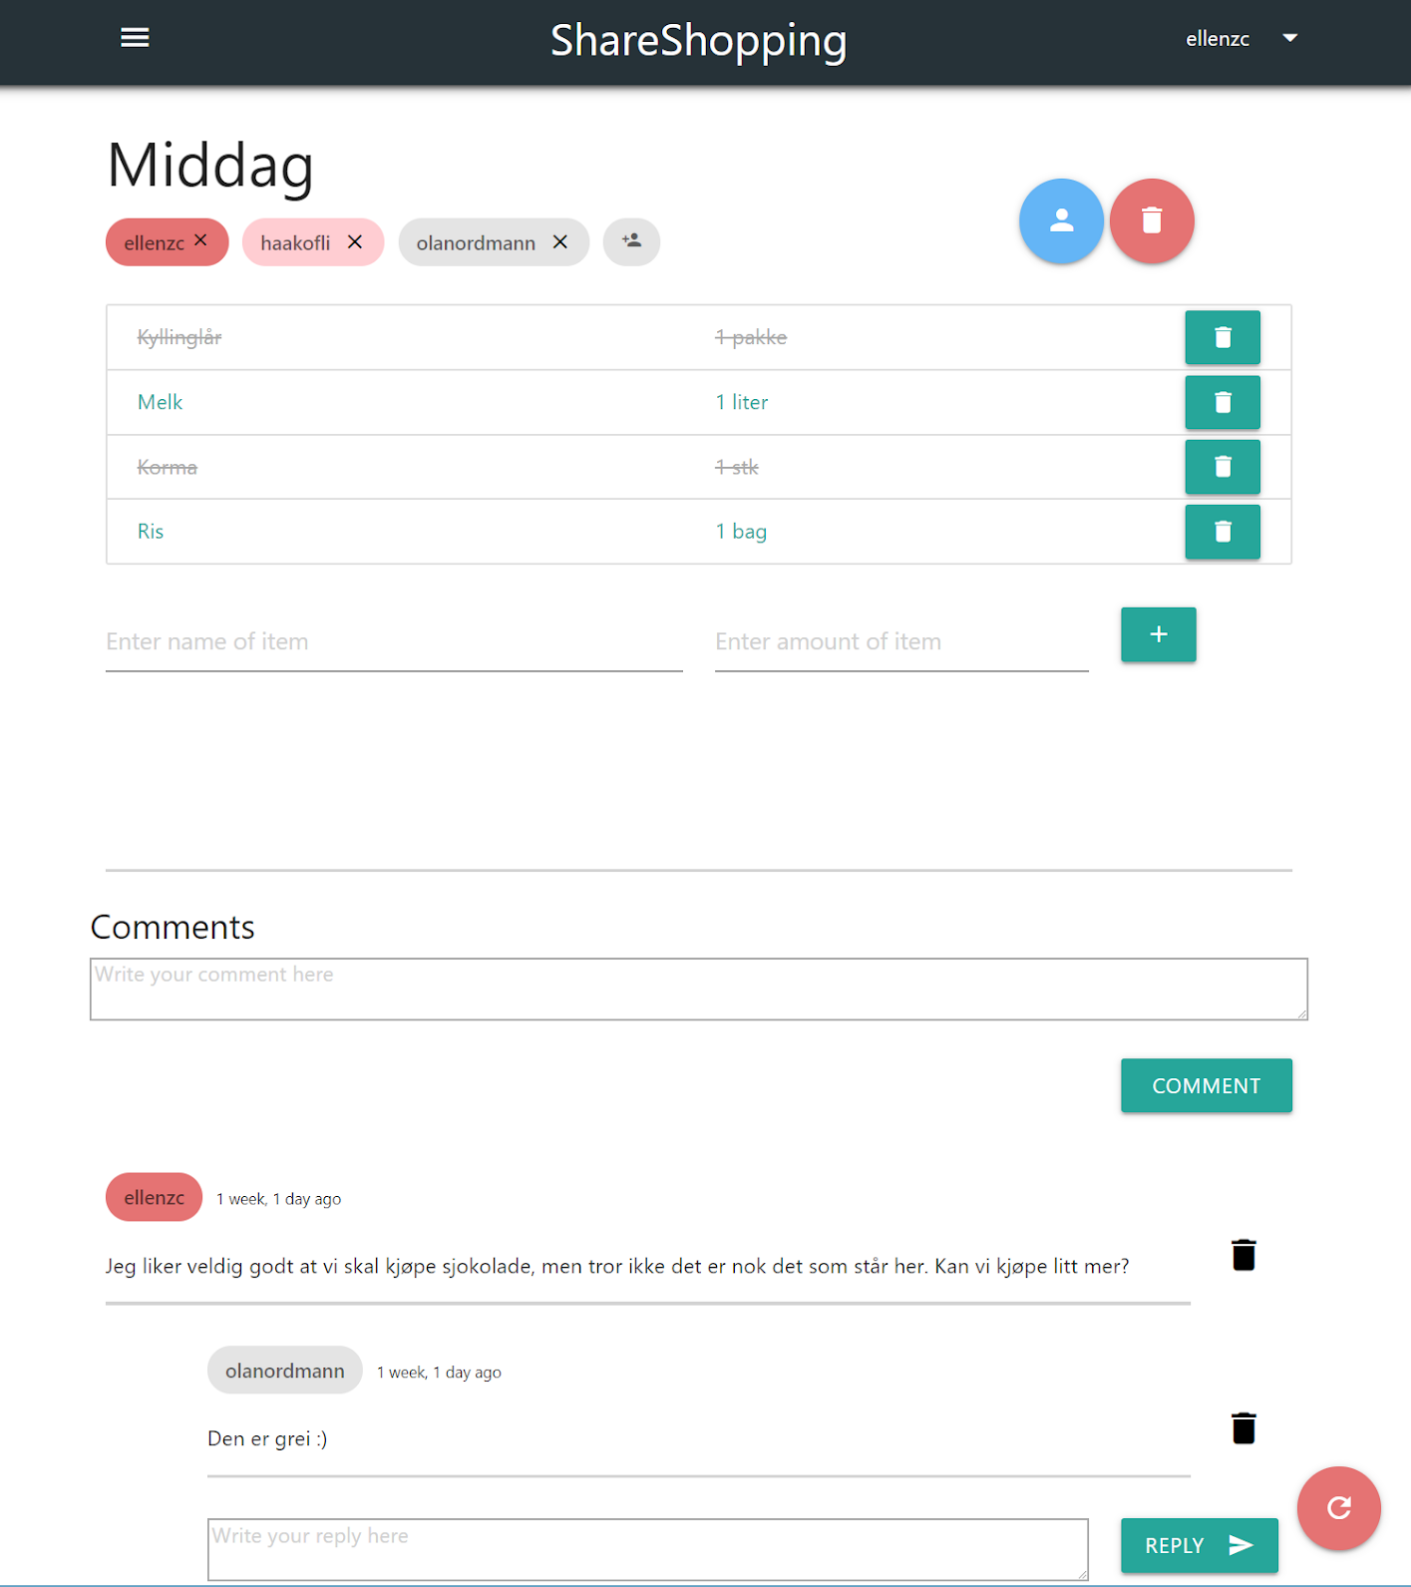 ShareShopping
ellenzc
Middag
ellenzc
haakofli
olanordmann
Kyllinglår 1 pakke
Melk 1 liter
Korma 1 stk
Ris 1 bag
Enter name of item Enter amount of item
Comments
Write your comment here
COMMENT
ellenzc 1 week, 1 day ago
Jeg liker veldig godt at vi skal kjøpe sjokolade, men tror ikke det er nok det som står her. Kan vi kjøpe litt mer?
olanordmann 1 week, 1 day ago
Den er grei :)
Write your reply here
REPLY